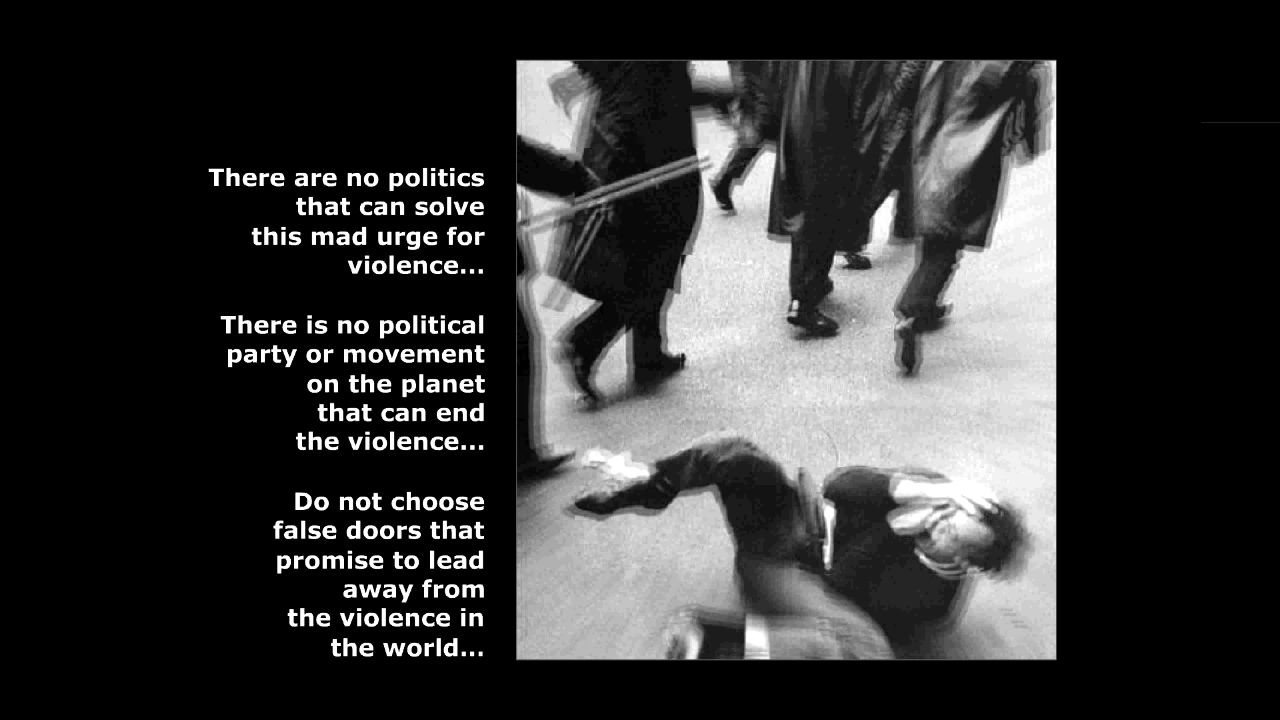 There are no politics
that can solve
this mad urge for
violence...
There is no political
party or movement
on the planet
that can end
the violence...
Do not choose
false doors that
promise to lead
away from
the violence in
the world...